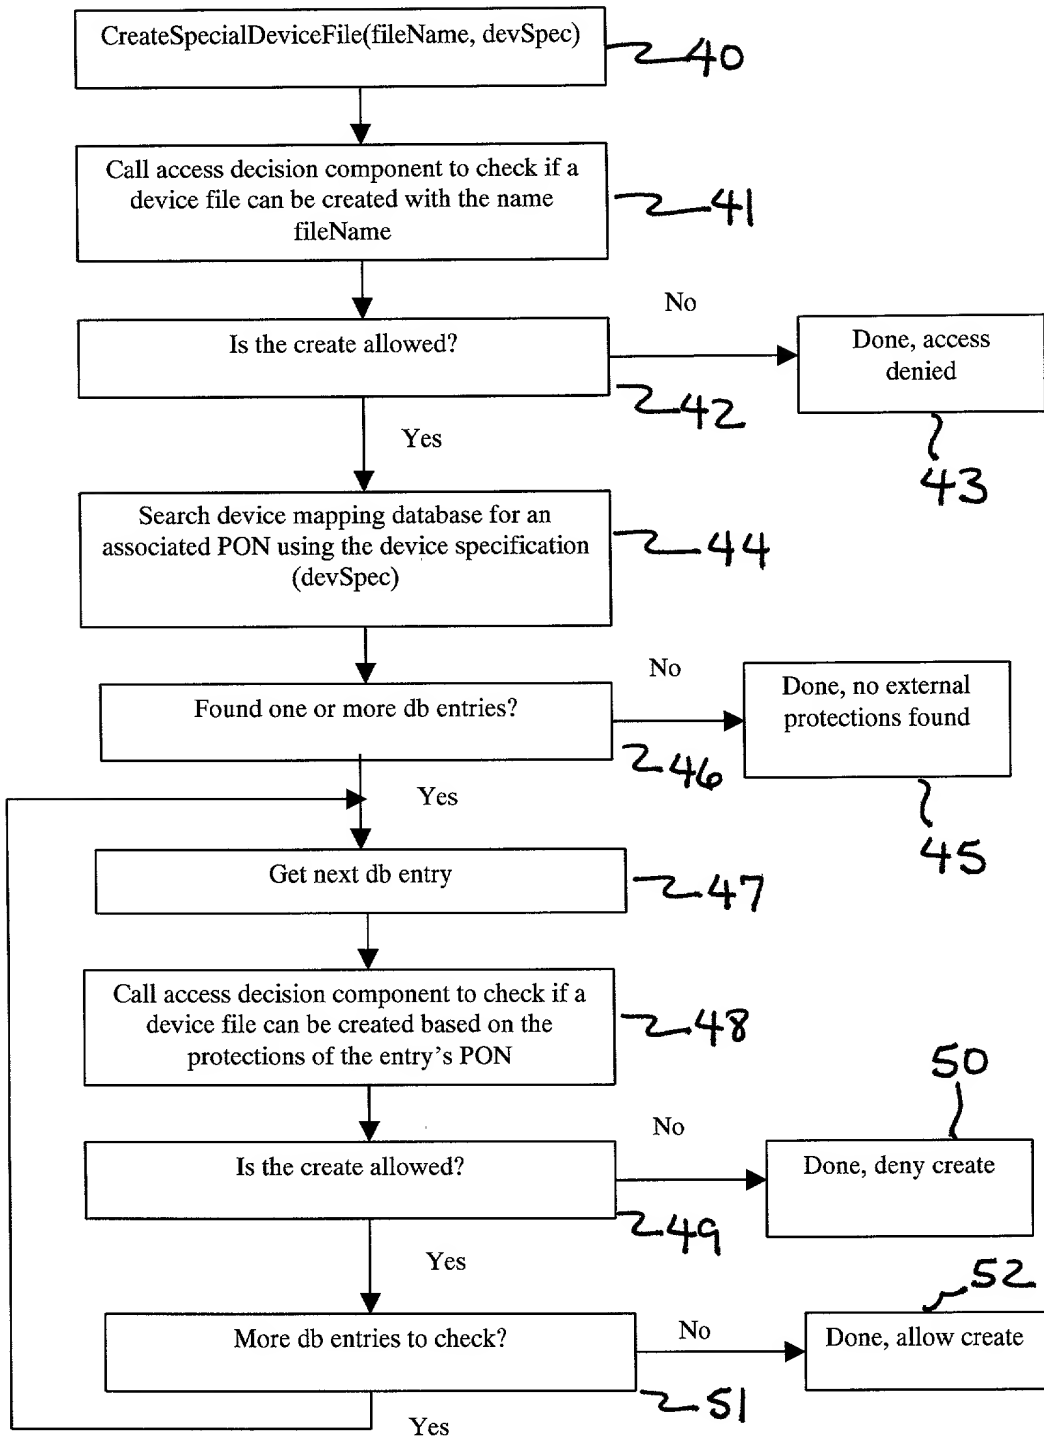 CreateSpecialDeviceFile(fileName, devSpec)
40
Call access decision component to check if a
device file can be created with the name
fileName
41
Is the create allowed?
42
No
Done, access
denied
43
Yes
Search device mapping database for an
associated PON using the device specification
(devSpec)
44
Found one or more db entries?
46
No
Done, no external
protections found
45
Yes
Get next db entry
47
Call access decision component to check if a
device file can be created based on the
protections of the entry's PON
48
Is the create allowed?
49
No
50
Done, deny create
Yes
More db entries to check?
51
No
52
Done, allow create
Yes